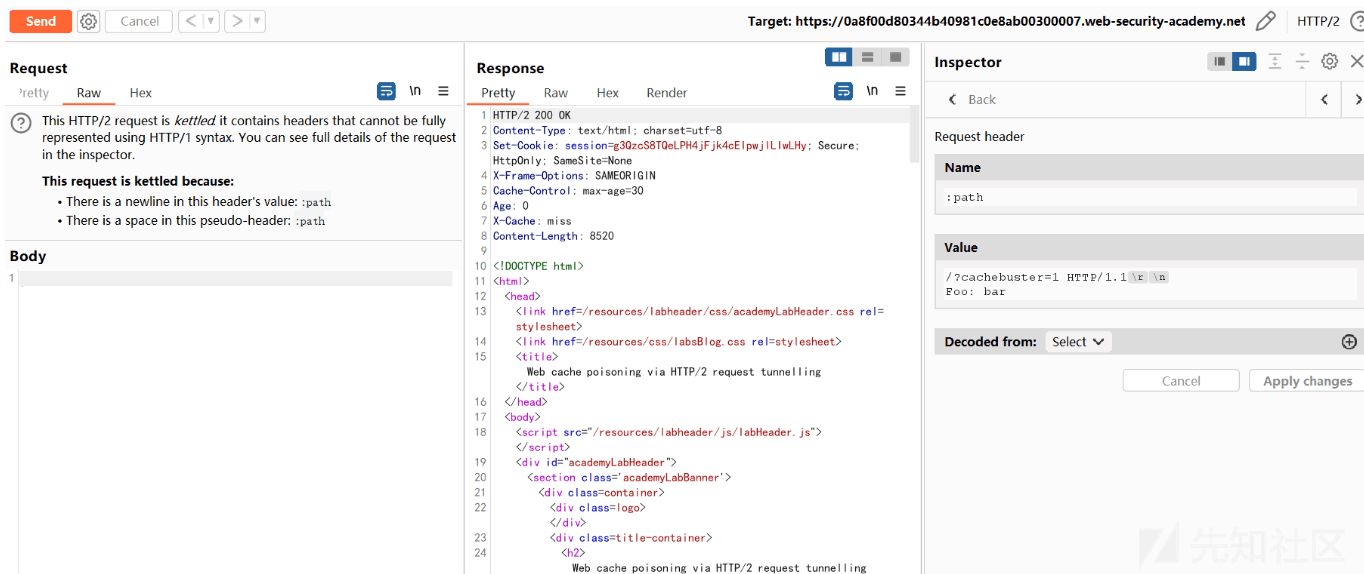 Send
Cancel
Target: https://0a8f00d80344b40981c0e8ab00300007.web-security-academy.net
HTTP/2
Request
Pretty Raw Hex
\n
This HTTP/2 request is kettled it contains headers that cannot be fully
represented using HTTP/1 syntax. You can see full details of the request
in the inspector.
This request is kettled because:
• There is a newline in this header's value: :path
• There is a space in this pseudo-header: :path
Body
1
Response
Pretty Raw Hex Render
\n
1 HTTP/2 200 OK
2 Content-Type: text/html; charset=utf-8
3 Set-Cookie: session=g3QzcS8TQeLPH4jFjk4cEIpwjlLlwLHy; Secure;
HttpOnly; SameSite=None
4 X-Frame-Options: SAMEORIGIN
5 Cache-Control: max-age=30
6 Age: 0
7 X-Cache: miss
8 Content-Length: 8520
9
10 <!DOCTYPE html>
11 <html>
12 <head>
13 <link href=/resources/labheader/css/academyLabHeader.css rel=
stylesheet>
14 <link href=/resources/css/labsBlog.css rel=stylesheet>
15 <title>
Web cache poisoning via HTTP/2 request tunnelling
</title>
16 </head>
17 <body>
18 <script src="/resources/labheader/js/labHeader.js">
</script>
19 <div id="academyLabHeader">
20 <section class='academyLabBanner'>
21 <div class=container>
22 <div class=logo>
</div>
23 <div class=title-container>
24 <h2>
Web cache poisoning via HTTP/2 request tunnelling
Inspector
Back
Request header
Name
:path
Value
/?cachebuster=1 HTTP/1.1\r\n
Foo: bar
Decoded from: Select
Cancel
Apply changes
先知社区